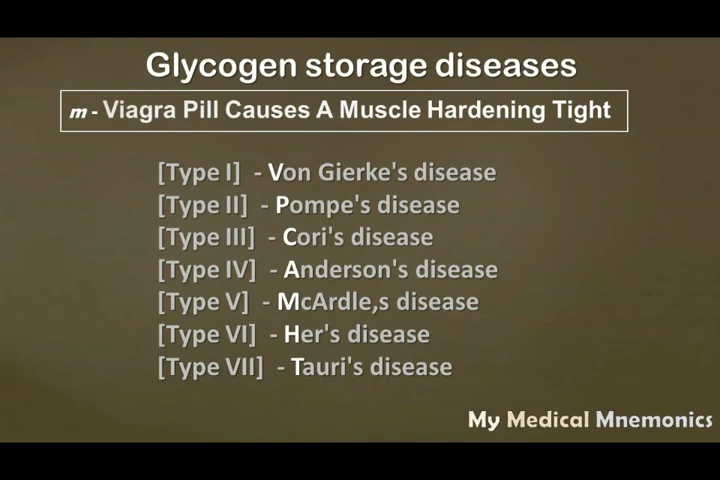 Glycogen storage diseases
m - Viagra Pill Causes A Muscle Hardening Tight
[Type I] - Von Gierke's disease
[Type II] - Pompe's disease
[Type III] - Cori's disease
[Type IV] - Anderson's disease
[Type V] - McArdle,s disease
[Type VI] - Her's disease
[Type VII] - Tauri's disease
My Medical Mnemonics